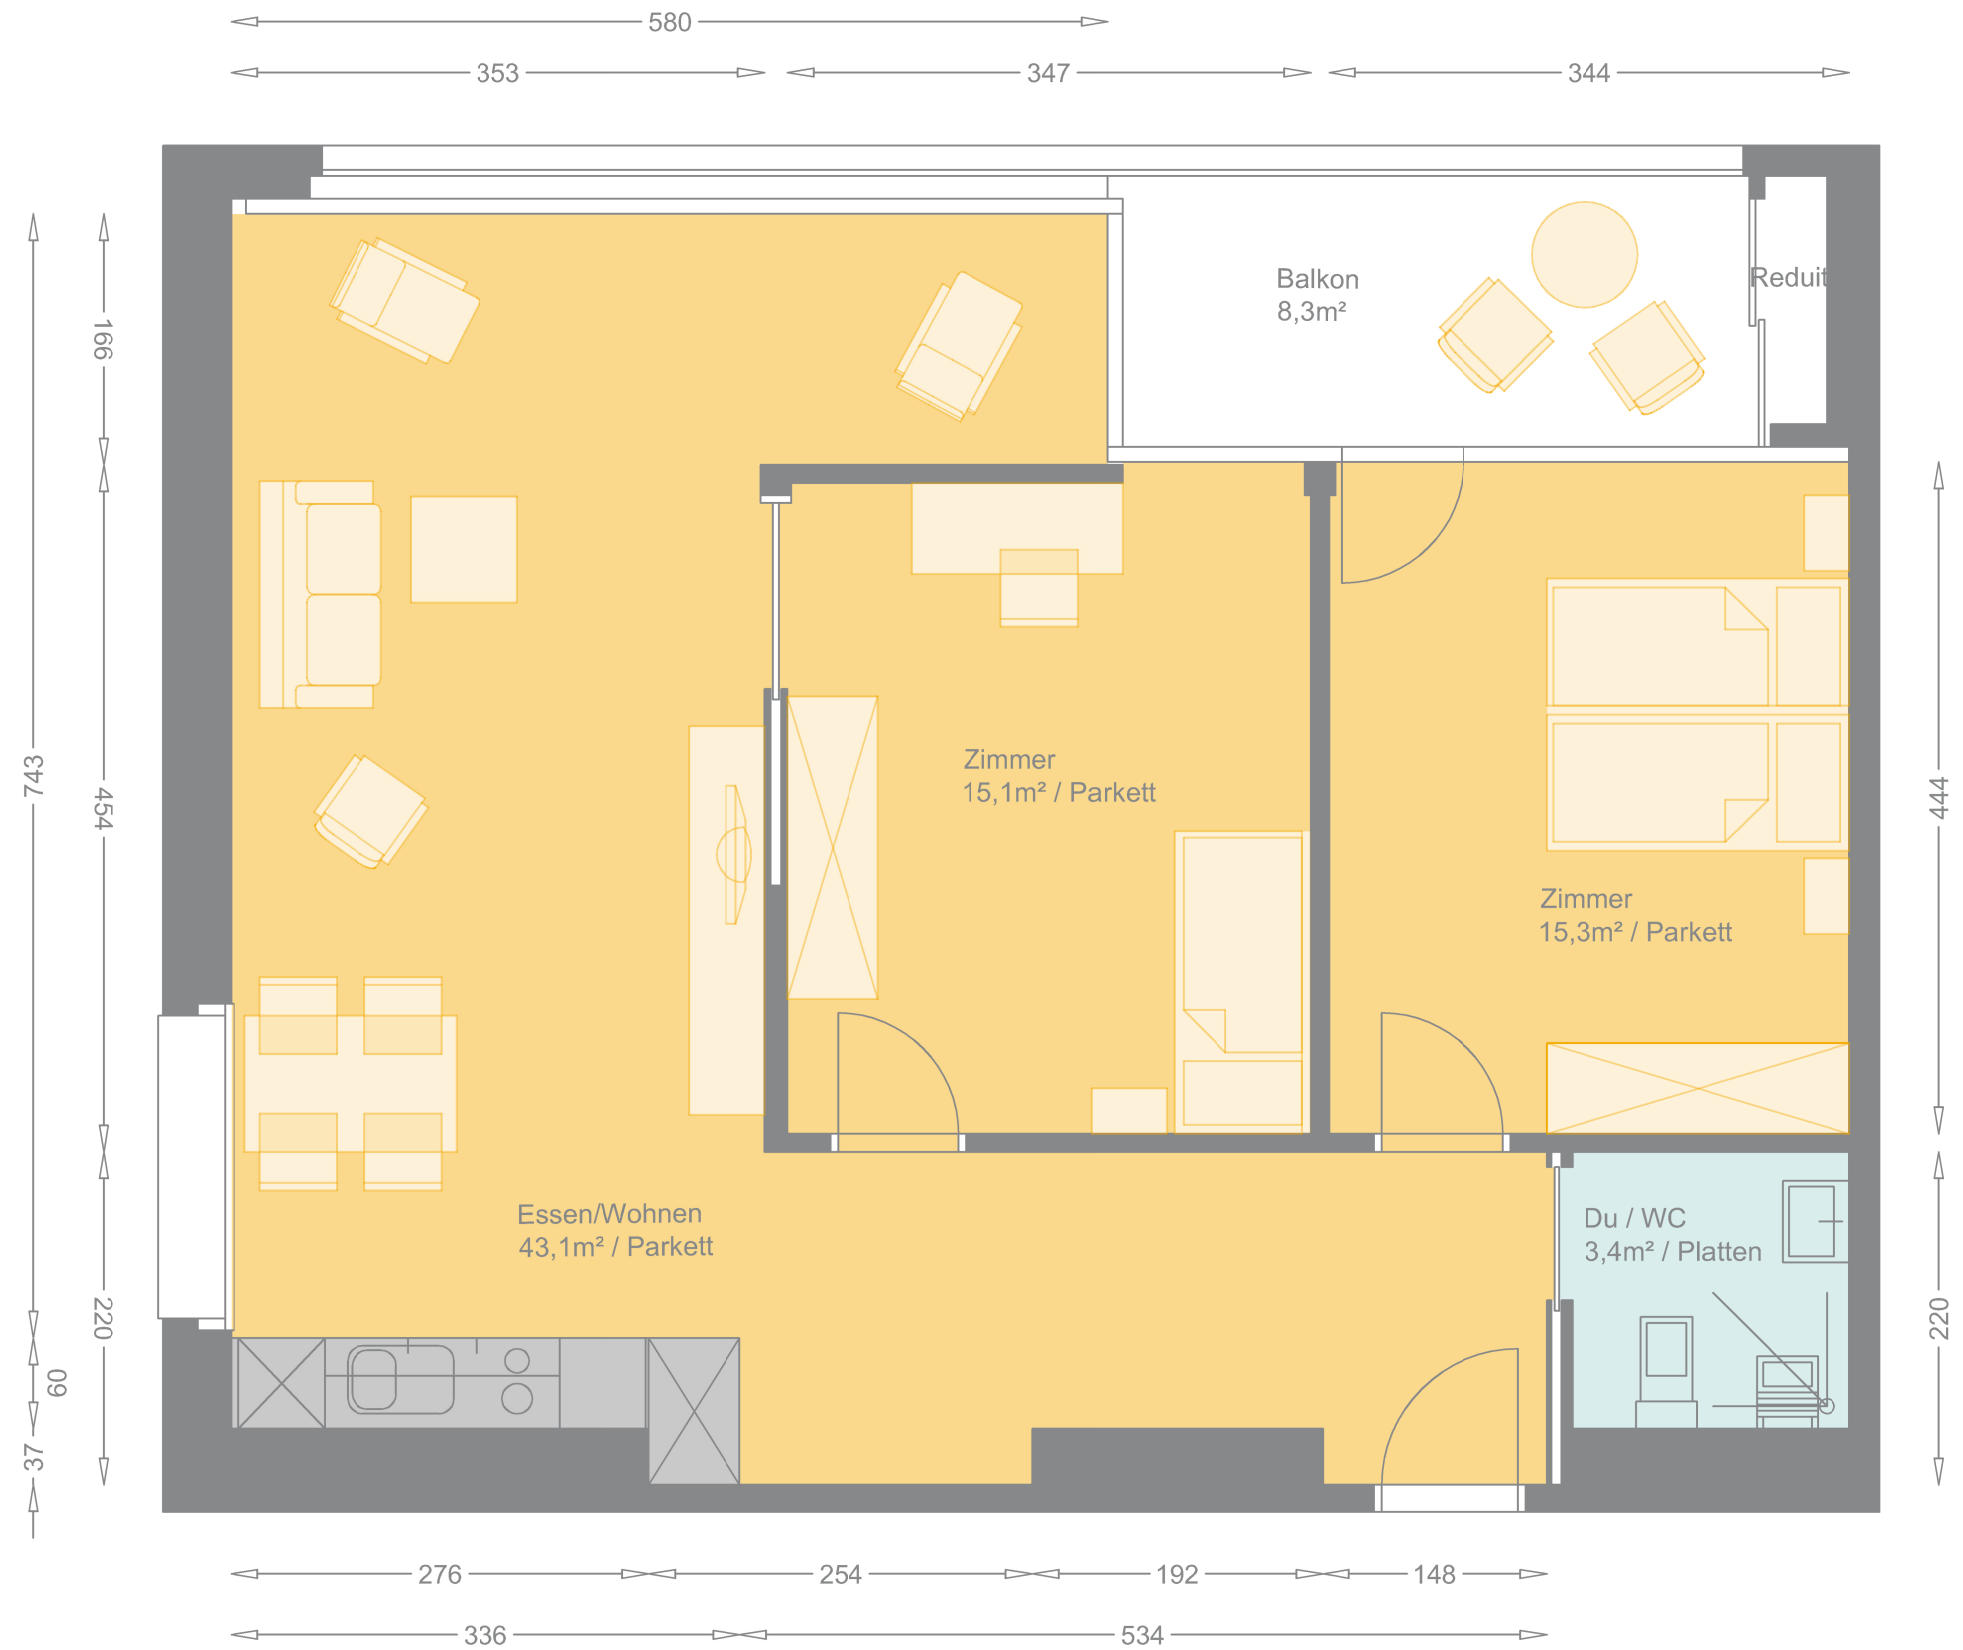 580
353
347
344
Balkon
8,3m²
Reduit
166
743
454
444
Zimmer
15,1m² / Parkett
Zimmer
15,3m² / Parkett
Essen/Wohnen
43,1m² / Parkett
Du / WC
3,4m² / Platten
220
220
60
37
276
254
192
148
336
534